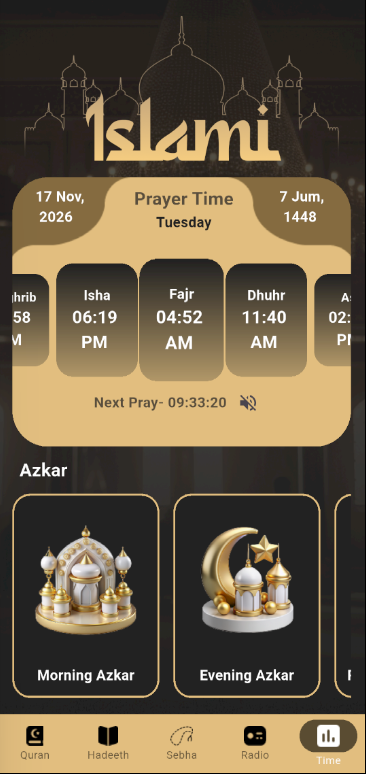 Islami
17 Nov,
2026
Prayer Time
Tuesday
7 Jum,
1448
Isha
06:19
PM
Fajr
04:52
AM
Dhuhr
11:40
AM
Next Pray- 09:33:20
Azkar
Morning Azkar
Evening Azkar
Quran
Hadeeth
Sebha
Radio
Time